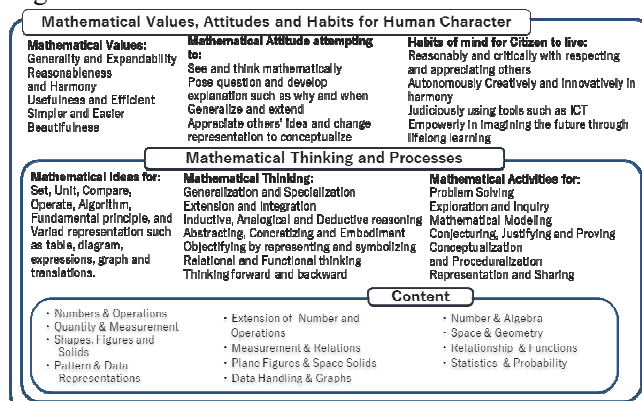 Mathematical Values, Attitudes and Habits for Human Character
Mathematical Values:
Generality and Expandability
Reasonableness
and Harmony
Usefulness and Efficient
Simpler and Easier
Beautifulness
Mathematical Attitude attempting
to:
See and think mathematically
Pose question and develop
explanation such as why and when
Generalize and extend
Appreciate others' idea and change
representation to conceptualize
Habits of mind for Citizen to live:
Reasonably and critically with respecting
and appreciating others
Autonomously Creatively and Innovatively in
harmony
Judiciously using tools such as ICT
Empowerly in imagining the future through
lifelong learning
Mathematical Thinking and Processes
Mathematical Ideas for:
Set, Unit, Compare,
Operate, Algorithm,
Fundamental principle, and
Varied representation such
as table, diagram,
expressions, graph and
translations.
Mathematical Thinking:
Generalization and Specialization
Extension and Integration
Inductive, Analogical and Deductive reasoning
Abstracting, Concretizing and Embodiment
Objectifying by representing and symbolizing
Relational and Functional thinking
Thinking forward and backward
Mathematical Activities for:
Problem Solving
Exploration and Inquiry
Mathematical Modeling
Conjecturing, Justifying and Proving
Conceptualization
and Proceduralization
Representation and Sharing
Content
· Numbers & Operations
· Quantity & Measurement
· Shapes, Figures and
Solids
· Pattern & Data
Representations
· Extension of Number and
Operations
· Measurement & Relations
· Plane Figures & Space Solids
· Data Handling & Graphs
· Number & Algebra
· Space & Geometry
· Relationship & Functions
· Statistics & Probability